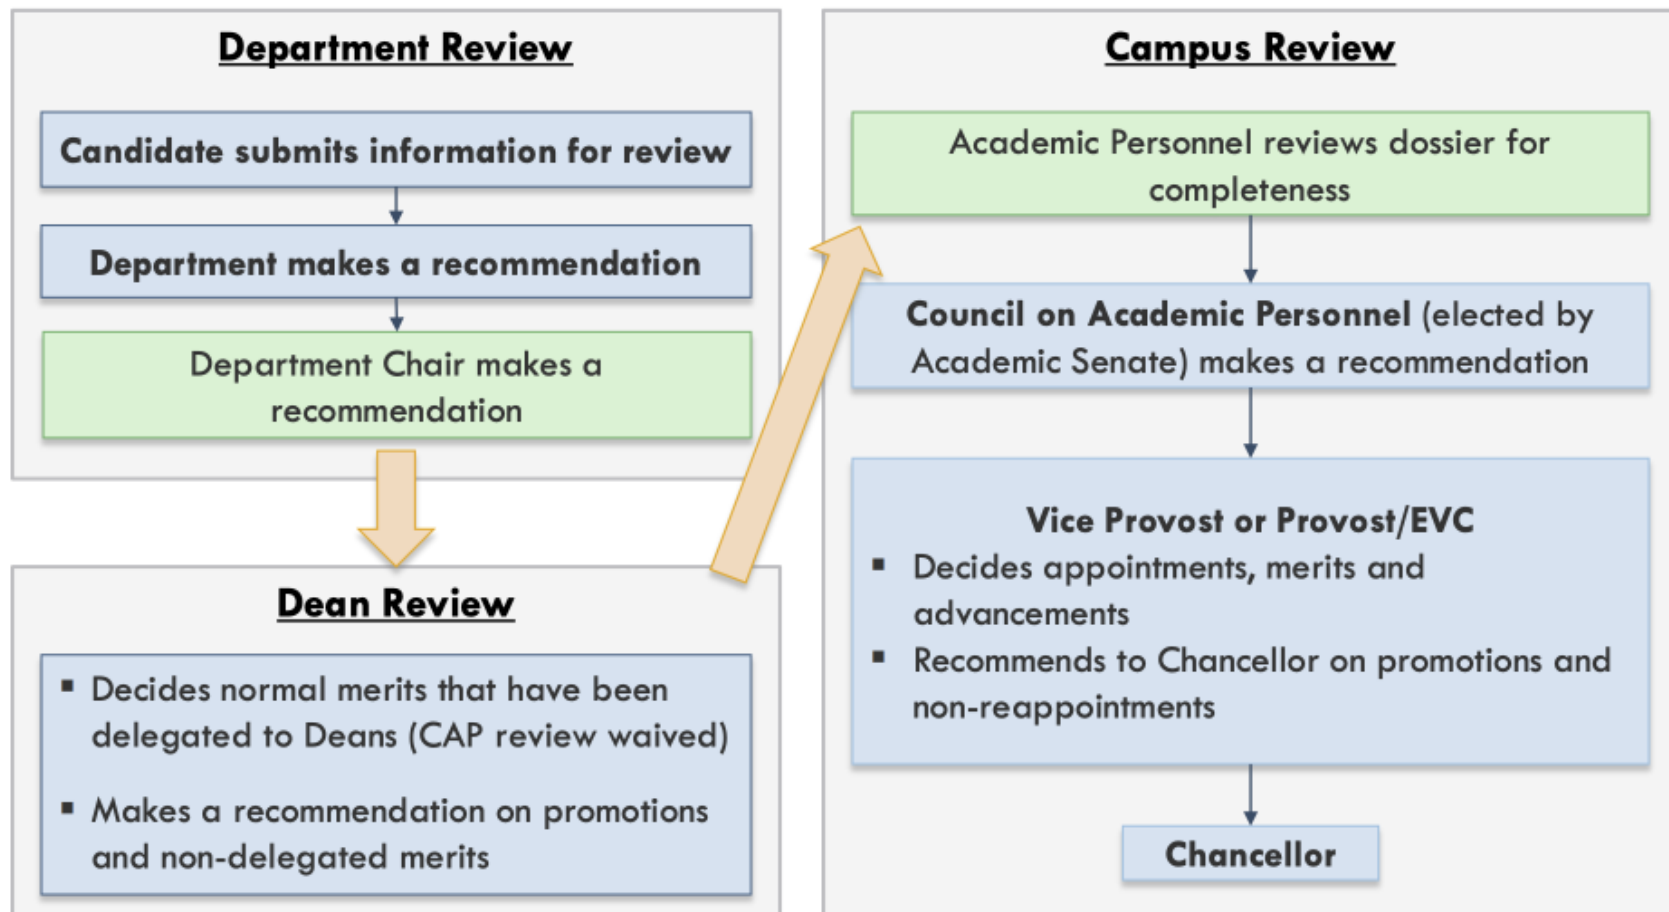 Department Review
Candidate submits information for review
Department makes a recommendation
Department Chair makes a
recommendation
Dean Review
▪ Decides normal merits that have been
delegated to Deans (CAP review waived)
▪ Makes a recommendation on promotions
and non-delegated merits
Campus Review
Academic Personnel reviews dossier for
completeness
Council on Academic Personnel (elected by
Academic Senate) makes a recommendation
Vice Provost or Provost/EVC
▪ Decides appointments, merits and
advancements
▪ Recommends to Chancellor on promotions and
non-reappointments
Chancellor